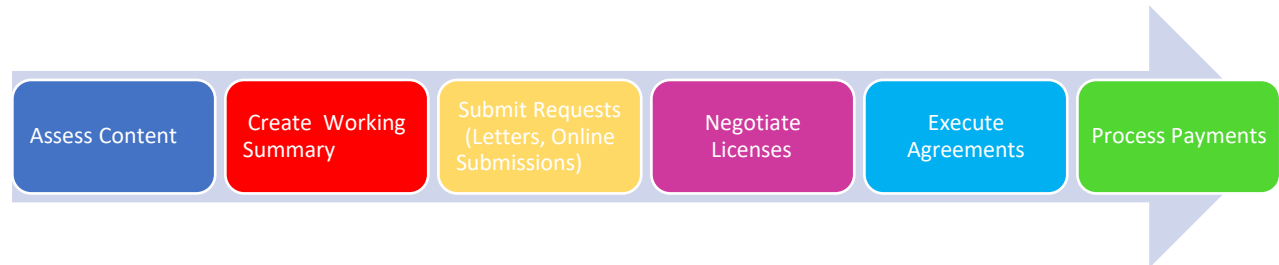 Assess Content
Create Working
Summary
Submit Requests
(Letters, Online
Submissions)
Negotiate
Licenses
Execute
Agreements
Process Payments